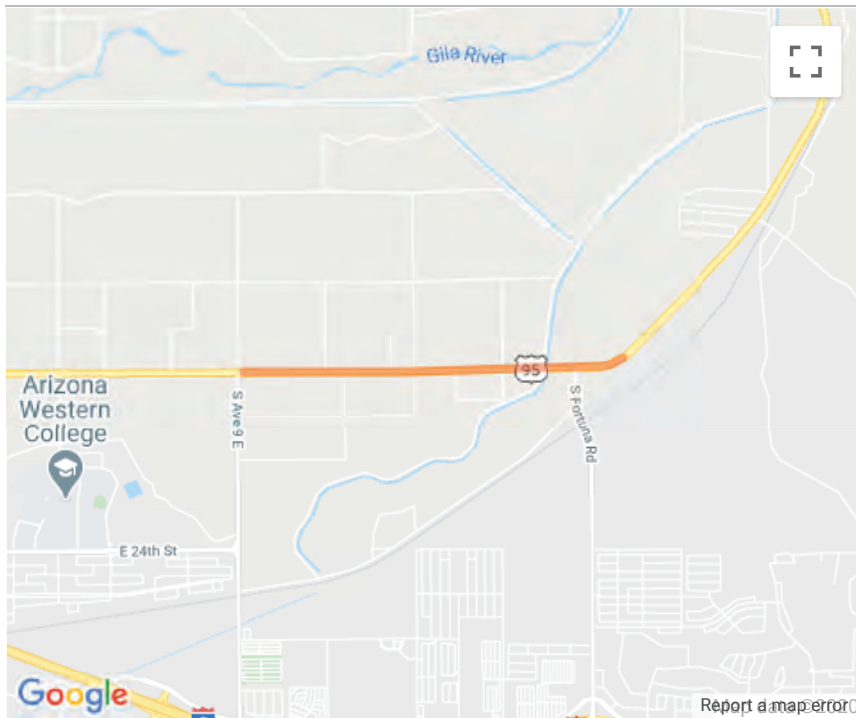 Gila River
95
Arizona
Western
College
S Ave 9 E
S Fortuna Rd
E 24th St
Google
Report a map error